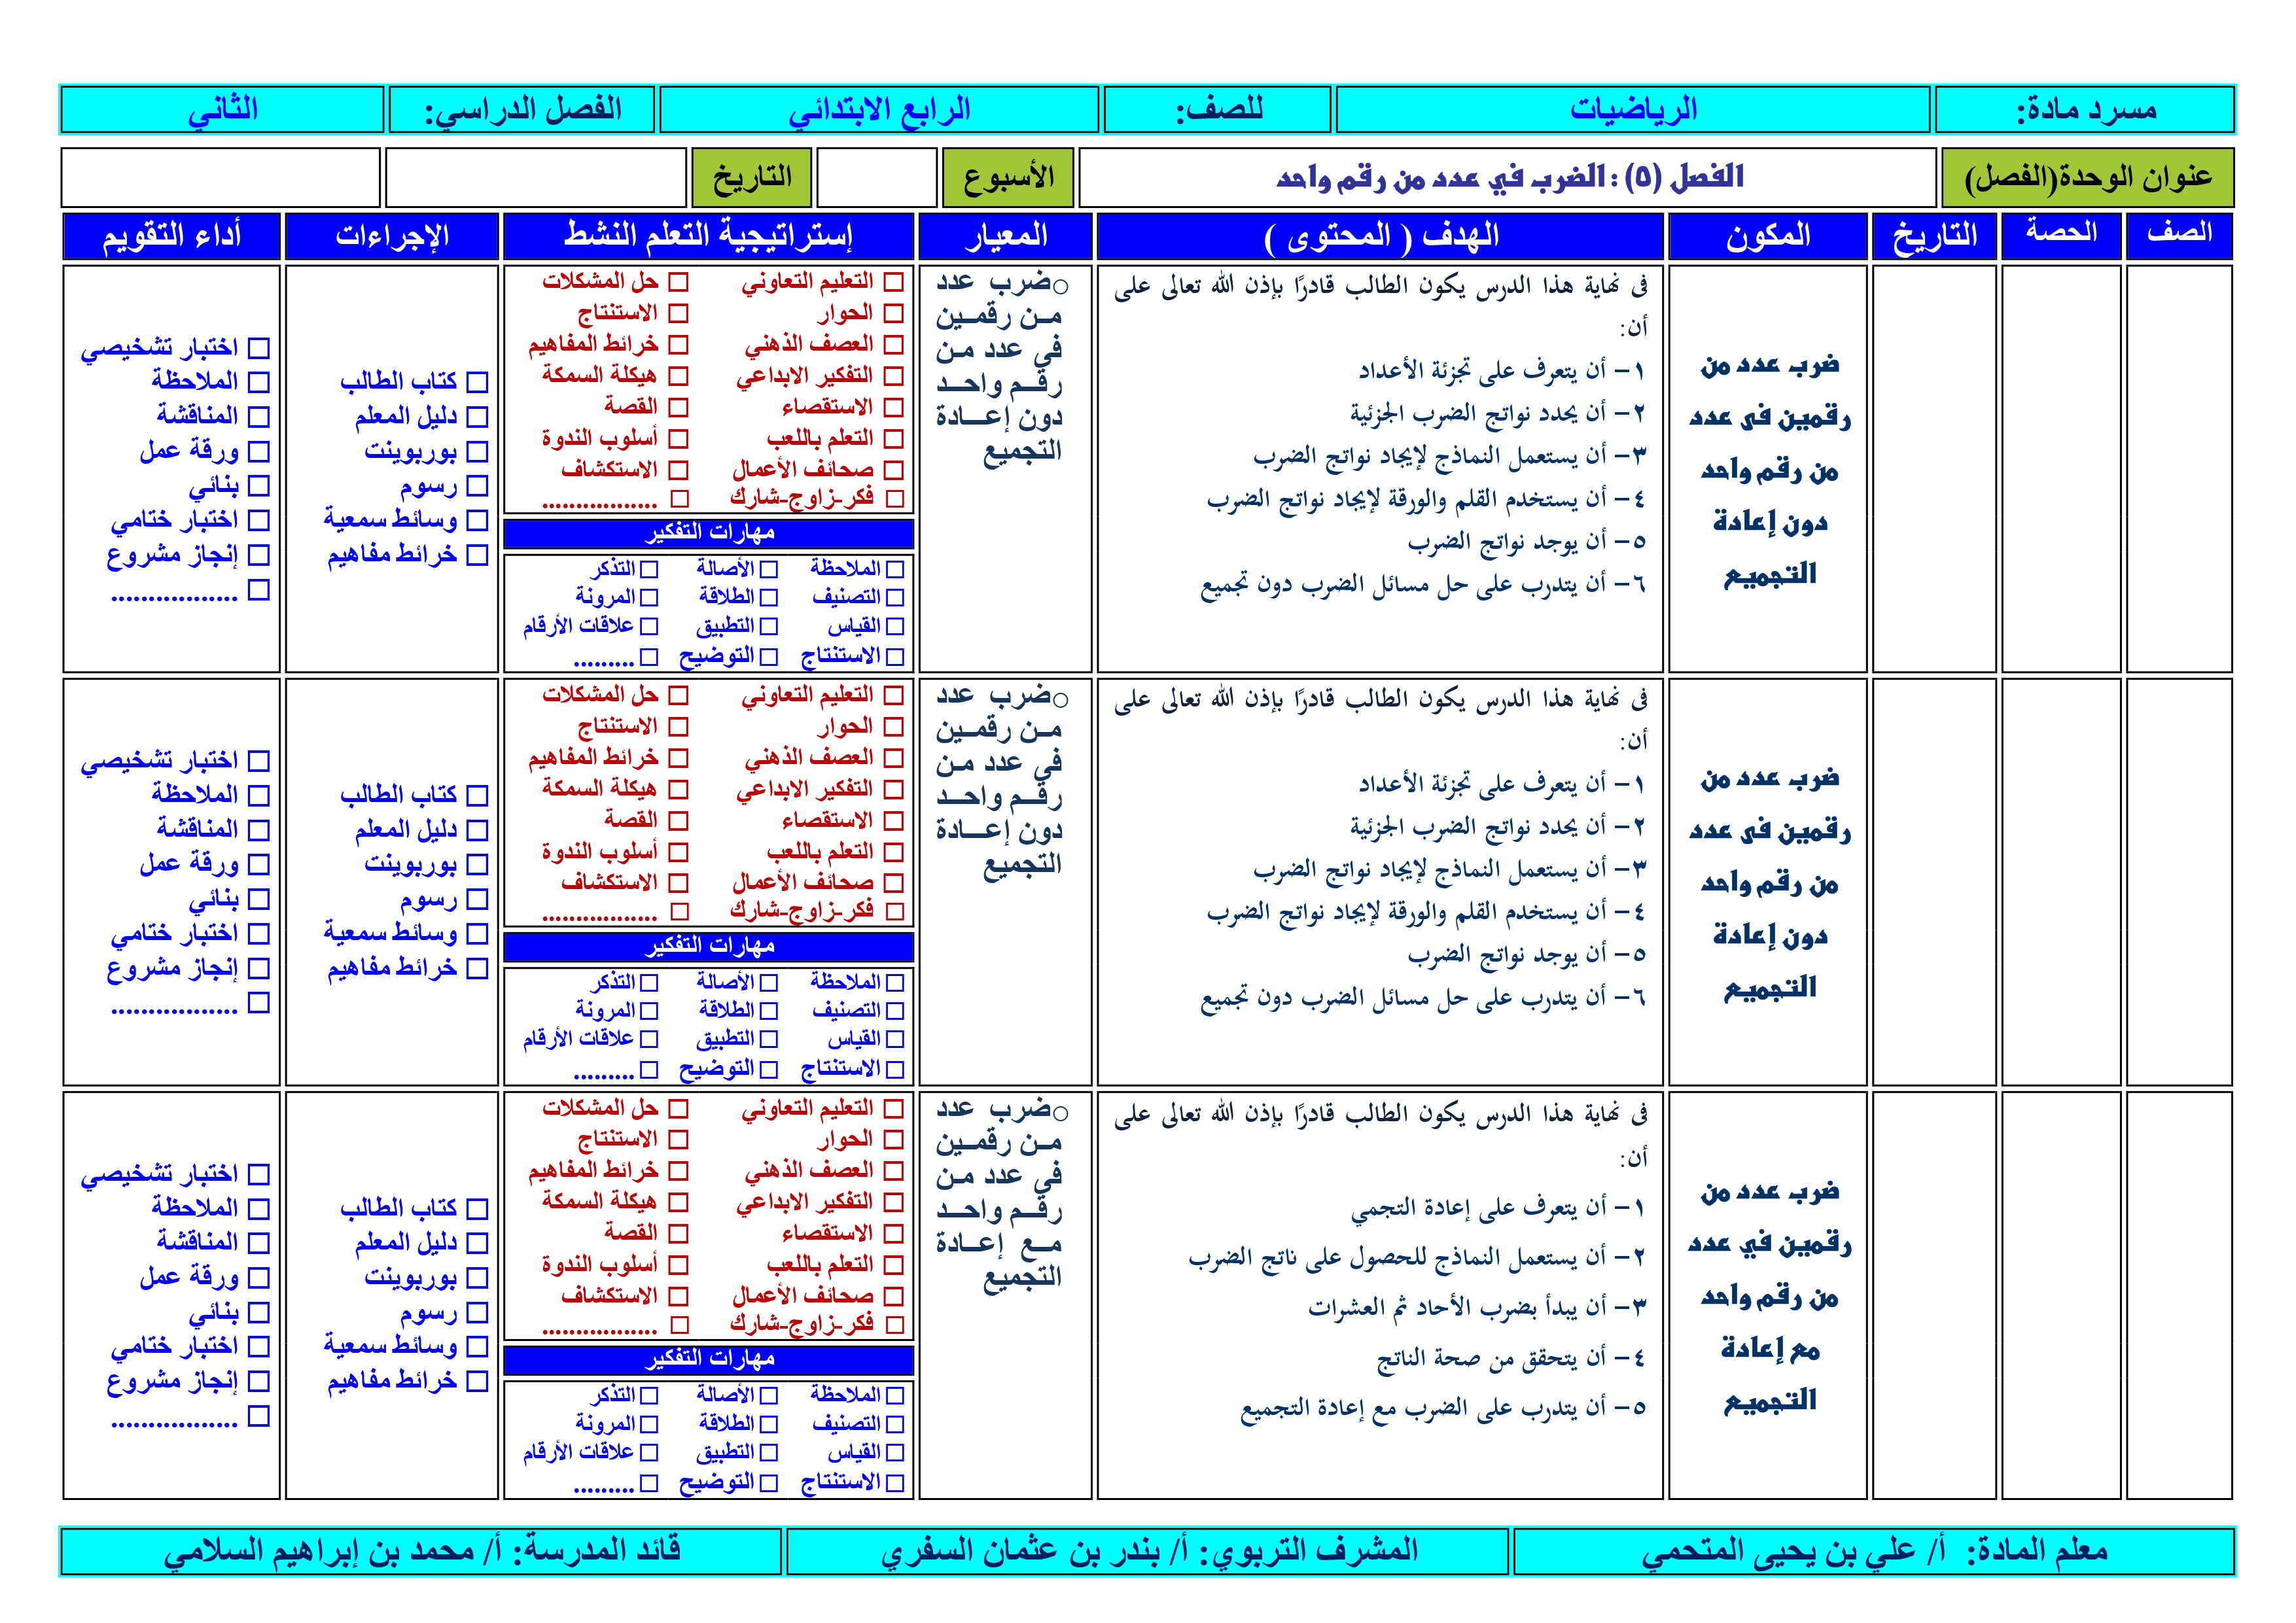 مسرد مادة: الرياضيات للصف: الرابع الابتدائي الفصل الدراسي: الثاني
عنوان الوحدة(الفصل) الفصل (٥) : الضرب في عدد من رقم واحد الأسبوع التاريخ
الصف الحصة التاريخ المكون الهدف ( المحتوى ) المعيار إستراتيجية التعلم النشط الإجراءات أداء التقويم
ضرب عدد من
رقمين فى عدد
من رقم واحد
دون إعادة
التجميع
فى نهاية هذا الدرس يكون الطالب قادرًا بإذن الله تعالى على
أن:
١– أن يتعرف على تجزئة الأعداد
٢– أن يحدد نواتج الضرب الجزئية
٣– أن يستعمل النماذج لإيجاد نواتج الضرب
٤– أن يستخدم القلم والورقة لإيجاد نواتج الضرب
٥– أن يوجد نواتج الضرب
٦– أن يتدرب على حل مسائل الضرب دون تجميع
○ضرب عدد
من رقمين
في عدد من
رقم واحد
دون إعادة
التجميع
□ التعليم التعاوني □ حل المشكلات
□ الحوار □ الاستنتاج
□ العصف الذهني □ خرائط المفاهيم
□ التفكير الابداعي □ هيكلة السمكة
□ الاستقصاء □ القصة
□ التعلم باللعب □ أسلوب الندوة
□ صحائف الأعمال □ الاستكشاف
□ فكر-زاوج-شارك □ .................
مهارات التفكير
□ الملاحظة □ الأصالة □ التذكر
□ التصنيف □ الطلاقة □ المرونة
□ القياس □ التطبيق □ علاقات الأرقام
□ الاستنتاج □ التوضيح □ .........
□ كتاب الطالب
□ دليل المعلم
□ بوربوينت
□ رسوم
□ وسائط سمعية
□ خرائط مفاهيم
□ اختبار تشخيصي
□ الملاحظة
□ المناقشة
□ ورقة عمل
□ بنائي
□ اختبار ختامي
□ إنجاز مشروع
□ .................
ضرب عدد من
رقمين فى عدد
من رقم واحد
دون إعادة
التجميع
فى نهاية هذا الدرس يكون الطالب قادرًا بإذن الله تعالى على
أن:
١– أن يتعرف على تجزئة الأعداد
٢– أن يحدد نواتج الضرب الجزئية
٣– أن يستعمل النماذج لإيجاد نواتج الضرب
٤– أن يستخدم القلم والورقة لإيجاد نواتج الضرب
٥– أن يوجد نواتج الضرب
٦– أن يتدرب على حل مسائل الضرب دون تجميع
○ضرب عدد
من رقمين
في عدد من
رقم واحد
دون إعادة
التجميع
□ التعليم التعاوني □ حل المشكلات
□ الحوار □ الاستنتاج
□ العصف الذهني □ خرائط المفاهيم
□ التفكير الابداعي □ هيكلة السمكة
□ الاستقصاء □ القصة
□ التعلم باللعب □ أسلوب الندوة
□ صحائف الأعمال □ الاستكشاف
□ فكر-زاوج-شارك □ .................
مهارات التفكير
□ الملاحظة □ الأصالة □ التذكر
□ التصنيف □ الطلاقة □ المرونة
□ القياس □ التطبيق □ علاقات الأرقام
□ الاستنتاج □ التوضيح □ .........
□ كتاب الطالب
□ دليل المعلم
□ بوربوينت
□ رسوم
□ وسائط سمعية
□ خرائط مفاهيم
□ اختبار تشخيصي
□ الملاحظة
□ المناقشة
□ ورقة عمل
□ بنائي
□ اختبار ختامي
□ إنجاز مشروع
□ .................
ضرب عدد من
رقمين في عدد
من رقم واحد
مع إعادة
التجميع
فى نهاية هذا الدرس يكون الطالب قادرًا بإذن الله تعالى على
أن:
١– أن يتعرف على إعادة التجمي
٢– أن يستعمل النماذج للحصول على ناتج الضرب
٣– أن يبدأ بضرب الأحاد ثم العشرات
٤– أن يتحقق من صحة الناتج
٥– أن يتدرب على الضرب مع إعادة التجميع
○ضرب عدد
من رقمين
في عدد من
رقم واحد
مع إعادة
التجميع
□ التعليم التعاوني □ حل المشكلات
□ الحوار □ الاستنتاج
□ العصف الذهني □ خرائط المفاهيم
□ التفكير الابداعي □ هيكلة السمكة
□ الاستقصاء □ القصة
□ التعلم باللعب □ أسلوب الندوة
□ صحائف الأعمال □ الاستكشاف
□ فكر-زاوج-شارك □ .................
مهارات التفكير
□ الملاحظة □ الأصالة □ التذكر
□ التصنيف □ الطلاقة □ المرونة
□ القياس □ التطبيق □ علاقات الأرقام
□ الاستنتاج □ التوضيح □ .........
□ كتاب الطالب
□ دليل المعلم
□ بوربوينت
□ رسوم
□ وسائط سمعية
□ خرائط مفاهيم
□ اختبار تشخيصي
□ الملاحظة
□ المناقشة
□ ورقة عمل
□ بنائي
□ اختبار ختامي
□ إنجاز مشروع
□ .................
معلم المادة: أ/ علي بن يحيى المتحمي المشرف التربوي: أ/ بندر بن عثمان السفري قائد المدرسة: أ/ محمد بن إبراهيم السلامي